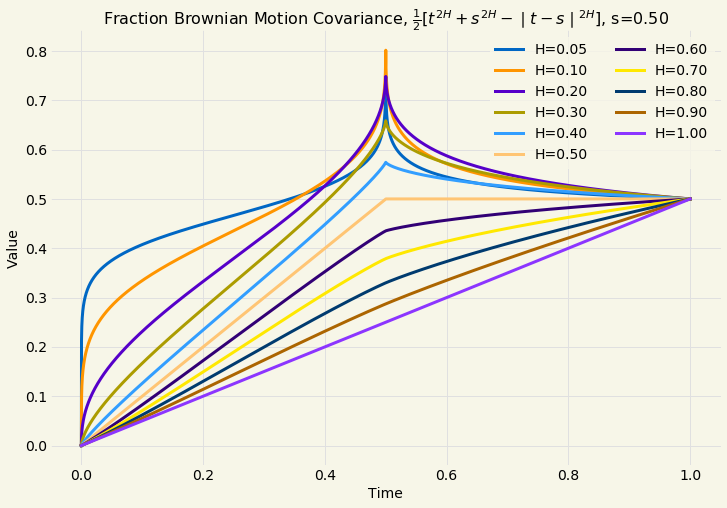 Fraction Brownian Motion Covariance, $\frac{1}{2}[t^{2H} + s^{2H} - \mid t - s \mid^{2H}]$, s=0.50
0.8
0.7
0.6
0.5
0.4
0.3
0.2
0.1
0.0
Value
H=0.05
H=0.10
H=0.20
H=0.30
H=0.40
H=0.50
H=0.60
H=0.70
H=0.80
H=0.90
H=1.00
0.0 0.2 0.4 0.6 0.8 1.0
Time